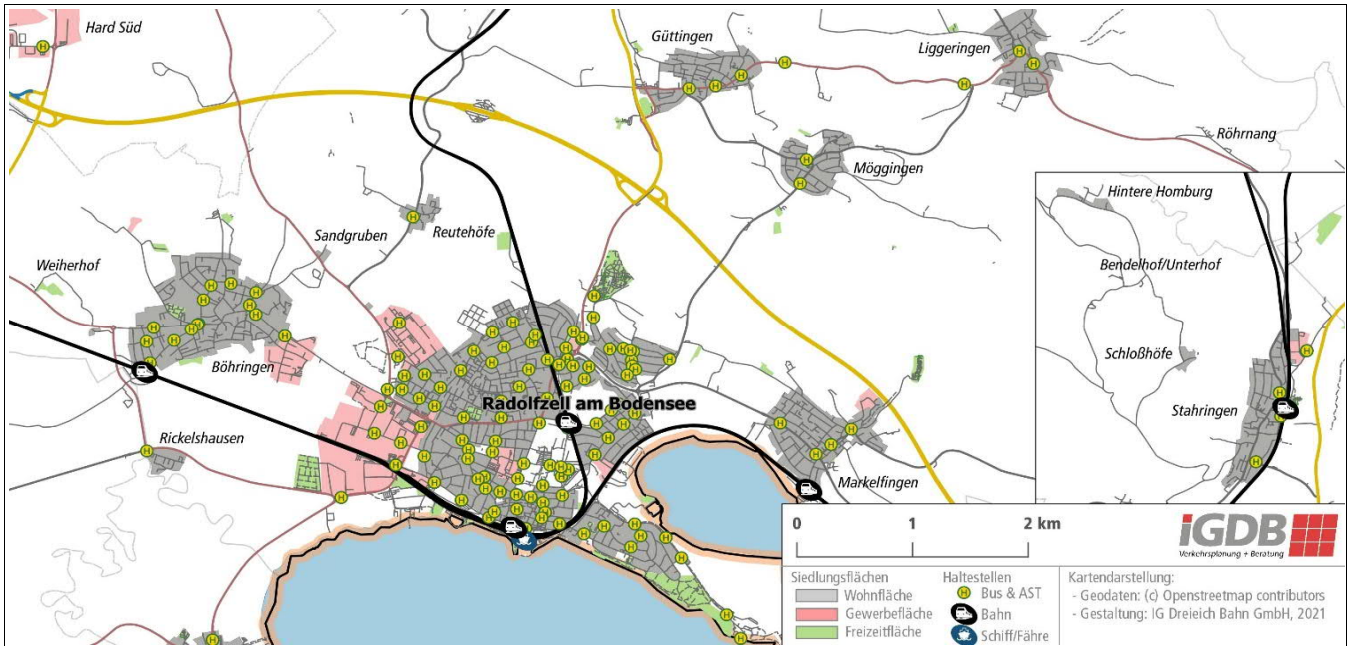 Hard Süd
Güttingen
Liggeringen
Röhrnang
Möggingen
Hintere Homburg
Sandgruben
Reutehöfe
Weiherhof
Bendelhof/Unterhof
Schloßhöfe
Böhringen
Radolfzell am Bodensee
Stahringen
Rickelshausen
Markelfingen
0 1 2 km
iGDB
Verkehrsplanung + Beratung
Siedlungsflächen
Wohnfläche
Gewerbefläche
Freizeitfläche
Haltestellen
H Bus & AST
Bahn
Schiff/Fähre
Kartendarstellung:
- Geodaten: (c) Openstreetmap contributors
- Gestaltung: IG Dreieich Bahn GmbH, 2021